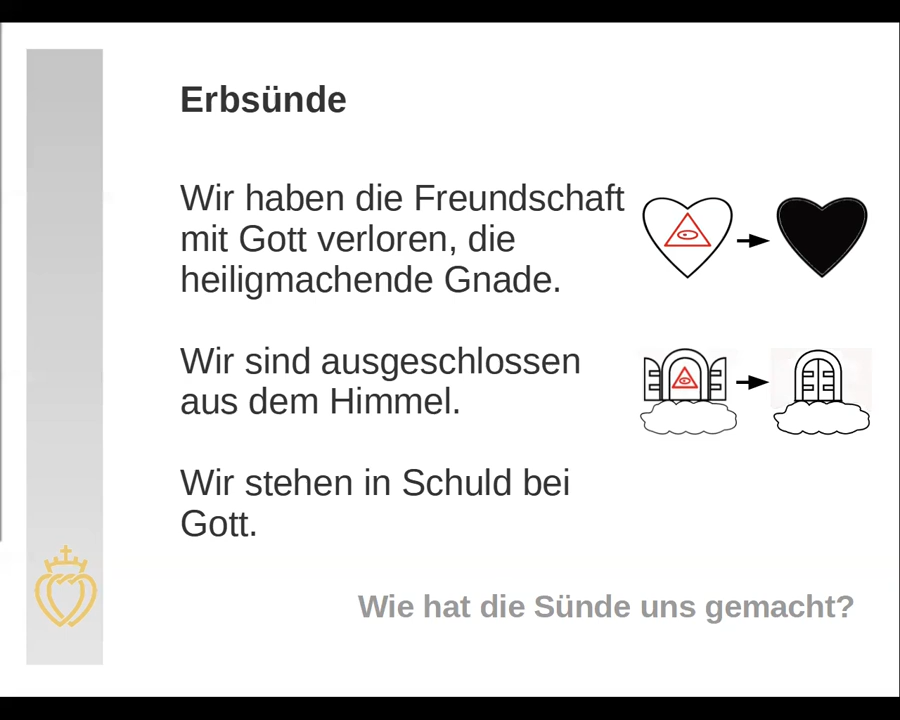 Erbsünde
Wir haben die Freundschaft
mit Gott verloren, die
heiligmachende Gnade.
Wir sind ausgeschlossen
aus dem Himmel.
Wir stehen in Schuld bei
Gott.
Wie hat die Sünde uns gemacht?